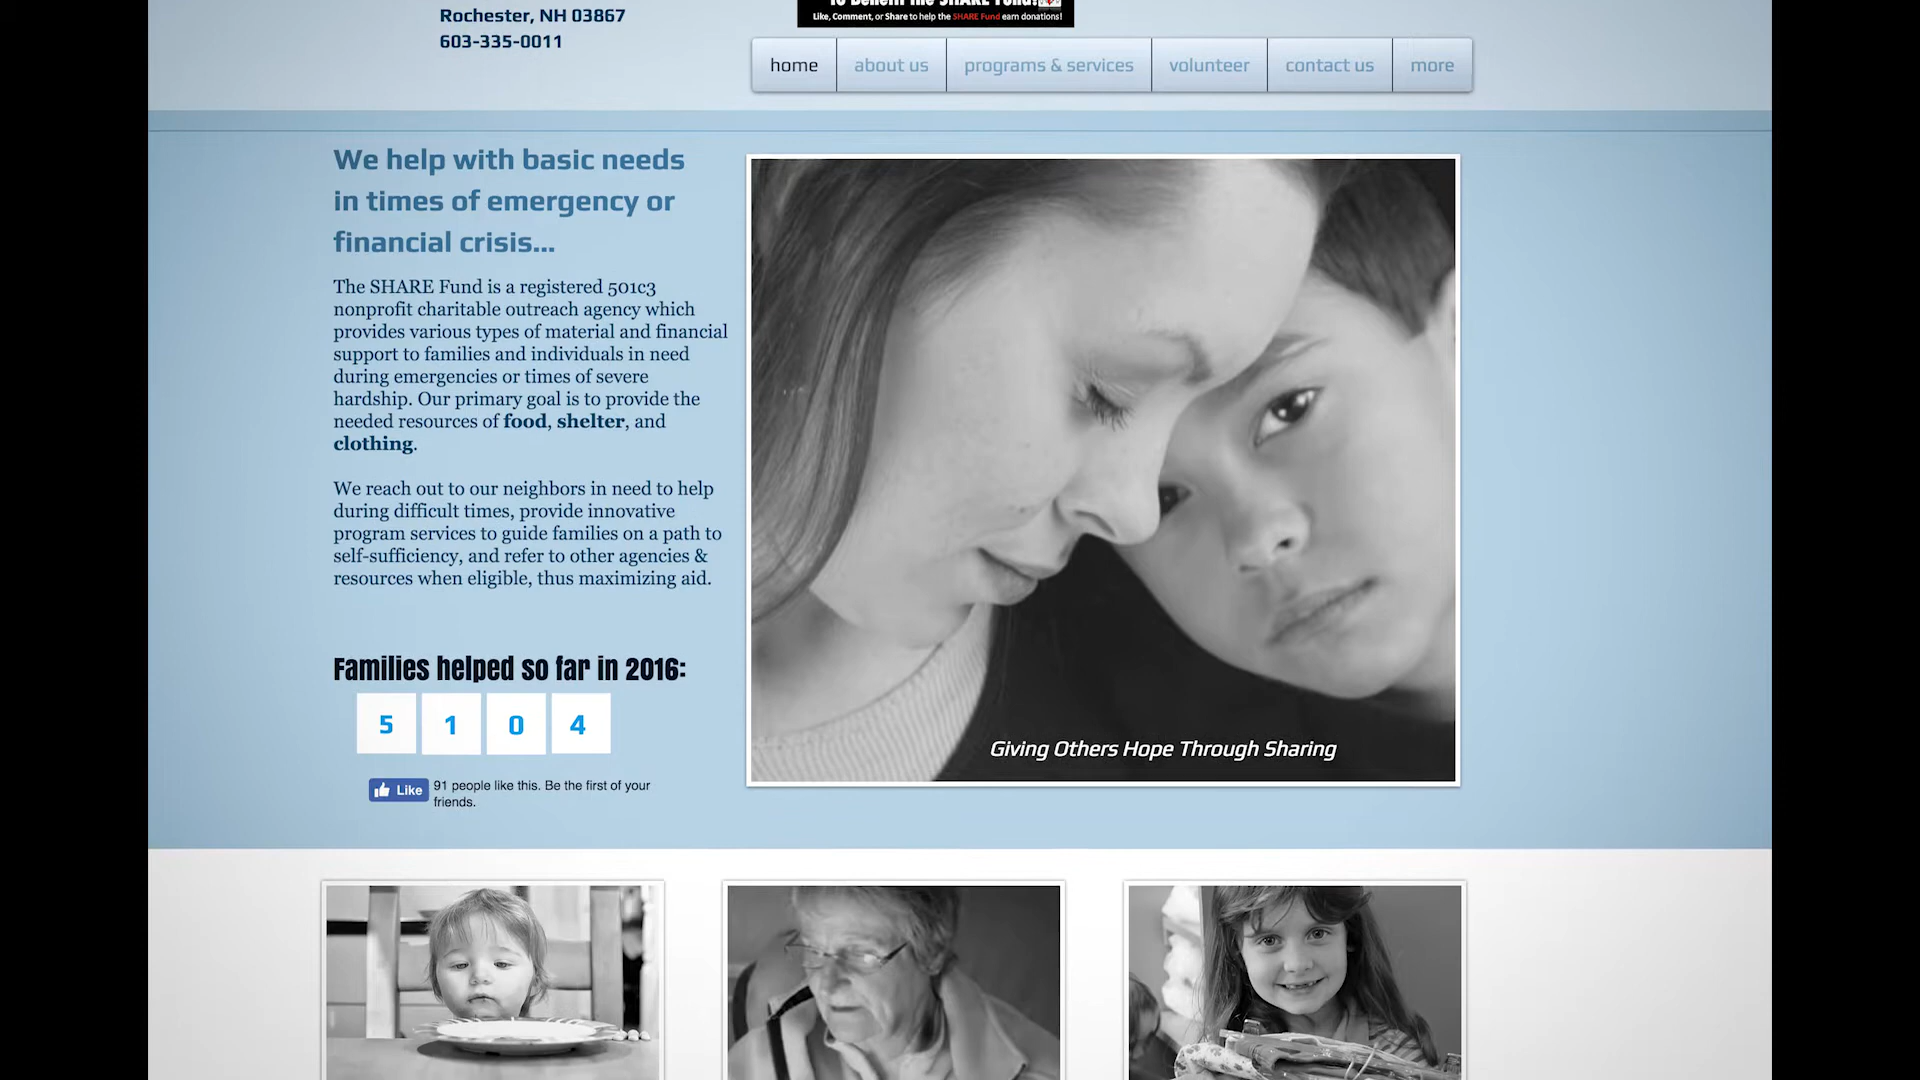 Rochester, NH 03867
603-335-0011
to Benefit the SHARE Fund!
Like, Comment, or Share to help the SHARE Fund earn donations!
home about us programs & services volunteer contact us more
We help with basic needs
in times of emergency or
financial crisis...
The SHARE Fund is a registered 501c3
nonprofit charitable outreach agency which
provides various types of material and financial
support to families and individuals in need
during emergencies or times of severe
hardship. Our primary goal is to provide the
needed resources of food, shelter, and
clothing.
We reach out to our neighbors in need to help
during difficult times, provide innovative
program services to guide families on a path to
self-sufficiency, and refer to other agencies &
resources when eligible, thus maximizing aid.
Families helped so far in 2016:
5 1 0 4
Like 91 people like this. Be the first of your
friends.
Giving Others Hope Through Sharing